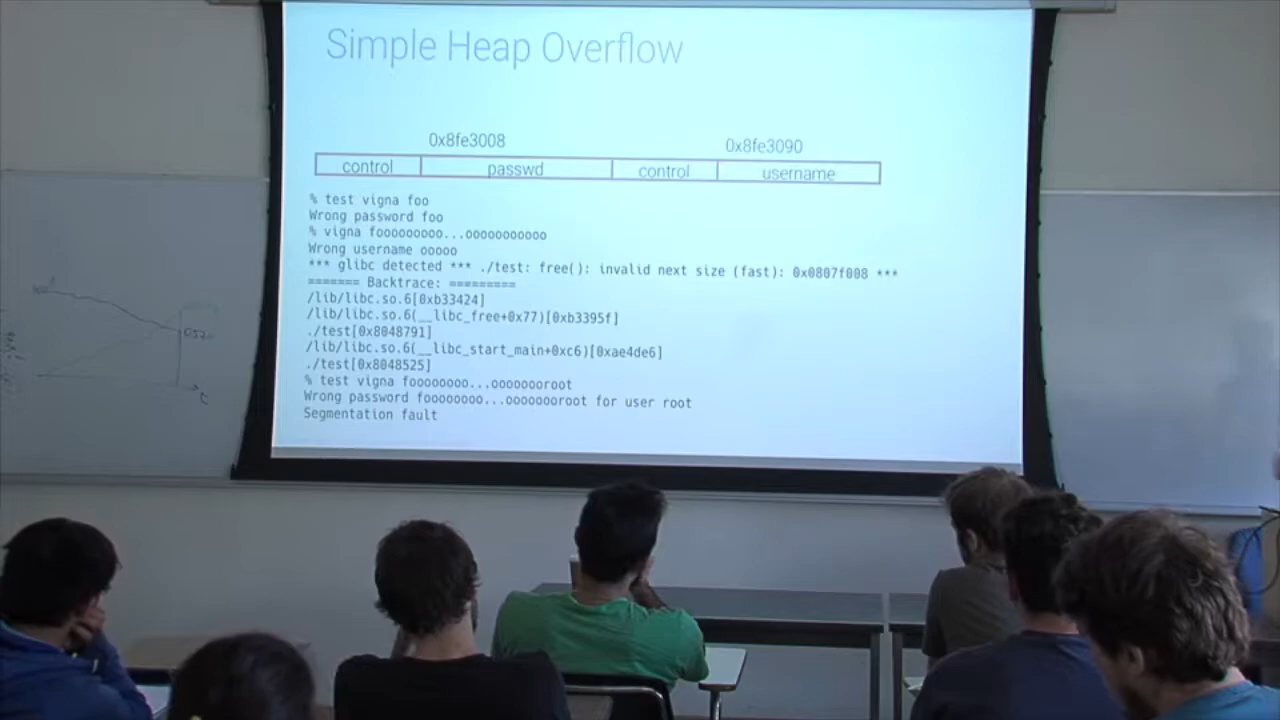 Simple Heap Overflow
0x8fe3008 0x8fe3090
control passwd control username
% test vigna foo
Wrong password foo
% vigna fooooooooo...ooooooooooo
Wrong username ooooo
*** glibc detected *** ./test: free(): invalid next size (fast): 0x0807f008 ***
======= Backtrace: =========
/lib/libc.so.6[0xb33424]
/lib/libc.so.6(__libc_free+0x77)[0xb3395f]
./test[0x8048791]
/lib/libc.so.6(__libc_start_main+0xc6)[0xae4de6]
./test[0x8048525]
% test vigna foooooooo...oooooooroot
Wrong password foooooooo...oooooooroot for user root
Segmentation fault